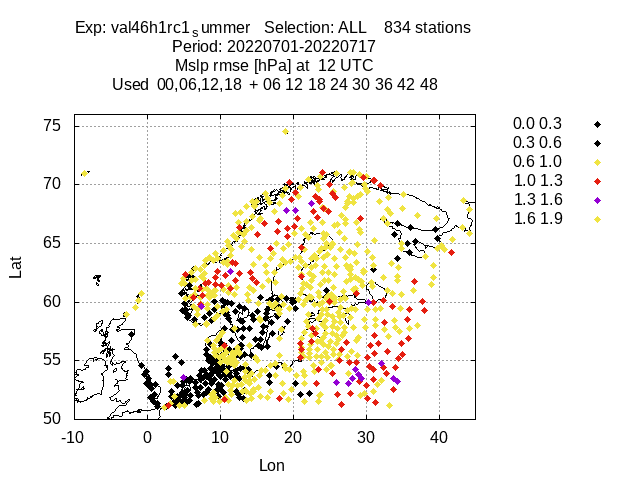 Exp: val46h1rc1summer   Selection: ALL    834 stations
Period: 20220701-20220717
Mslp rmse [hPa] at  12 UTC
Used  00,06,12,18  + 06 12 18 24 30 36 42 48
0.0 0.3
0.3 0.6
0.6 1.0
1.0 1.3
1.3 1.6
1.6 1.9
75
70
65
60
55
50
Lat
-10 0 10 20 30 40
Lon